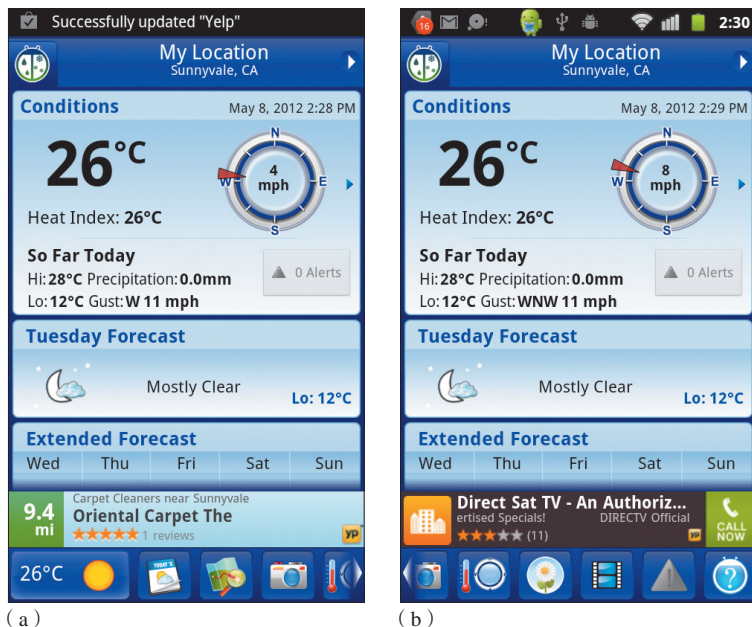 Successfully updated "Yelp"
My Location
Sunnyvale, CA
Conditions
May 8, 2012 2:28 PM
26°C
N
W
E
S
4
mph
Heat Index: 26°C
So Far Today
Hi: 28°C Precipitation: 0.0mm
Lo: 12°C Gust: W 11 mph
0 Alerts
Tuesday Forecast
Mostly Clear
Lo: 12°C
Extended Forecast
Wed Thu Fri Sat Sun
9.4
mi
Carpet Cleaners near Sunnyvale
Oriental Carpet The
1 reviews
YP
26°C
TODAY'S
(a)
16
2:30
My Location
Sunnyvale, CA
Conditions
May 8, 2012 2:29 PM
26°C
N
W
E
S
8
mph
Heat Index: 26°C
So Far Today
Hi: 28°C Precipitation: 0.0mm
Lo: 12°C Gust: WNW 11 mph
0 Alerts
Tuesday Forecast
Mostly Clear
Lo: 12°C
Extended Forecast
Wed Thu Fri Sat Sun
Direct Sat TV - An Authoriz...
ertised Specials! DIRECTV Official
(11)
YP
CALL
NOW
?
(b)